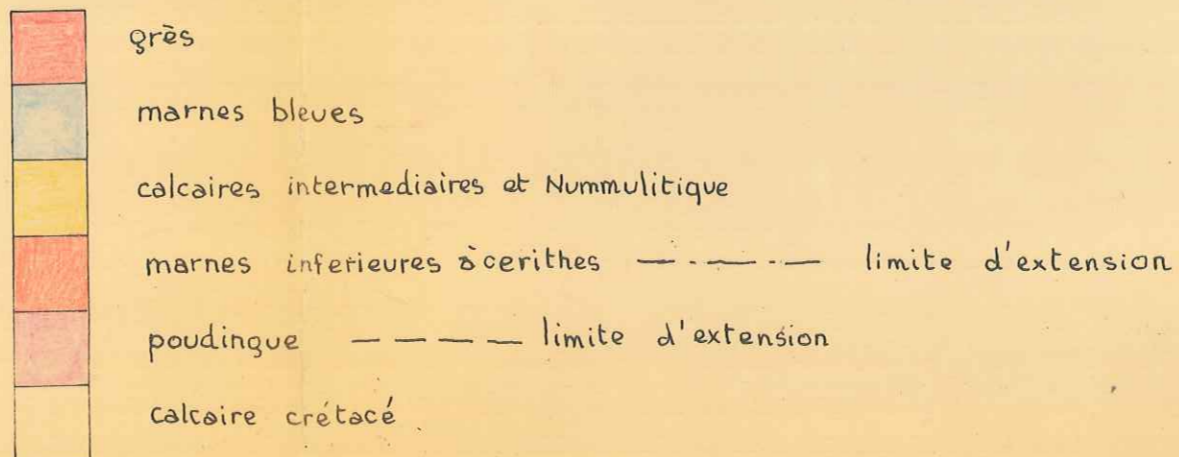 grès
marnes bleues
calcaires intermediaires et Nummulitique
marnes inferieures à cerithes — . — . — limite d'extension
poudingue — — — — limite d'extension
calcaire crétacé